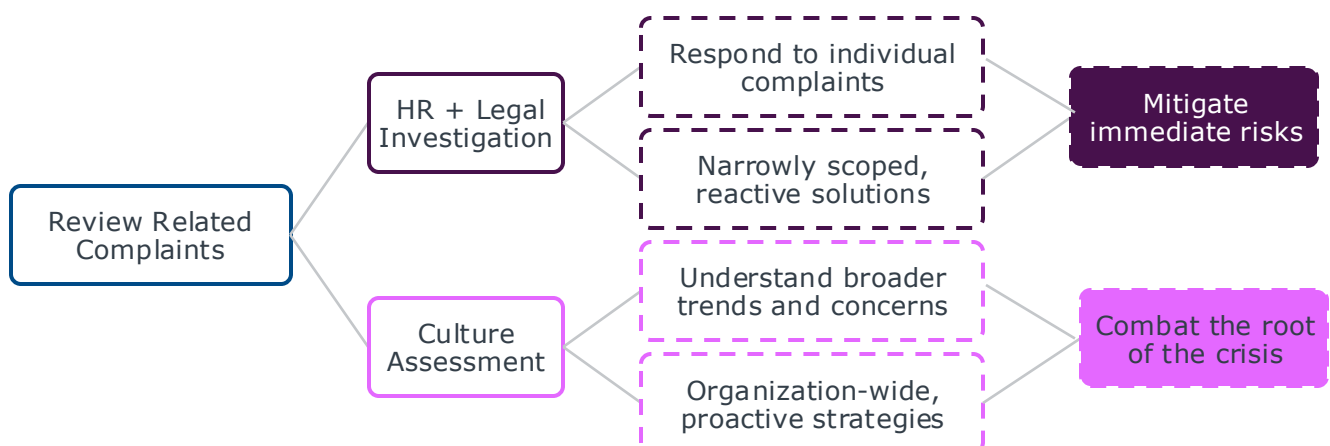 Review Related
Complaints
HR + Legal
Investigation
Respond to individual
complaints
Narrowly scoped,
reactive solutions
Mitigate
immediate risks
Culture
Assessment
Understand broader
trends and concerns
Organization-wide,
proactive strategies
Combat the root
of the crisis